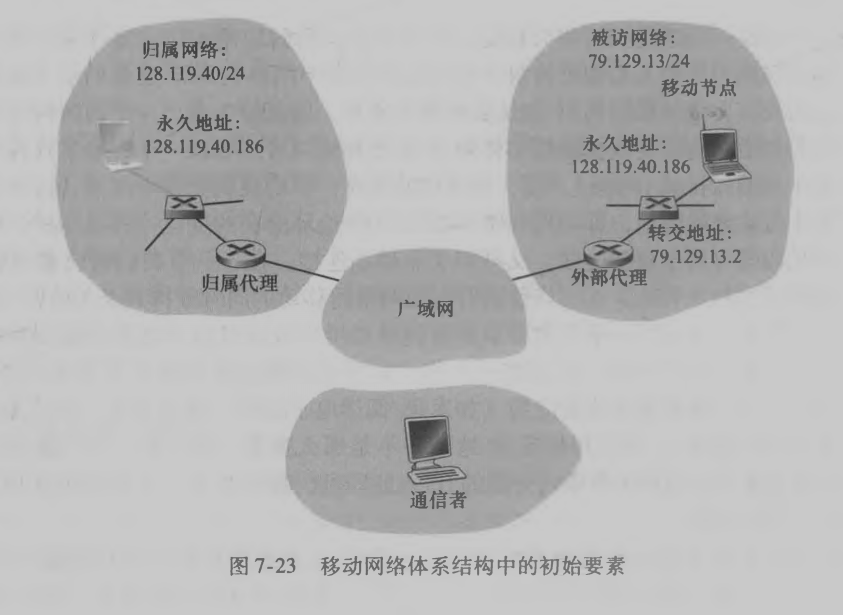 归属网络：
128.119.40/24
永久地址：
128.119.40.186
归属代理
被访网络：
79.129.13/24
移动节点
永久地址：
128.119.40.186
转交地址：
79.129.13.2
外部代理
广域网
通信者
图7-23 移动网络体系结构中的初始要素